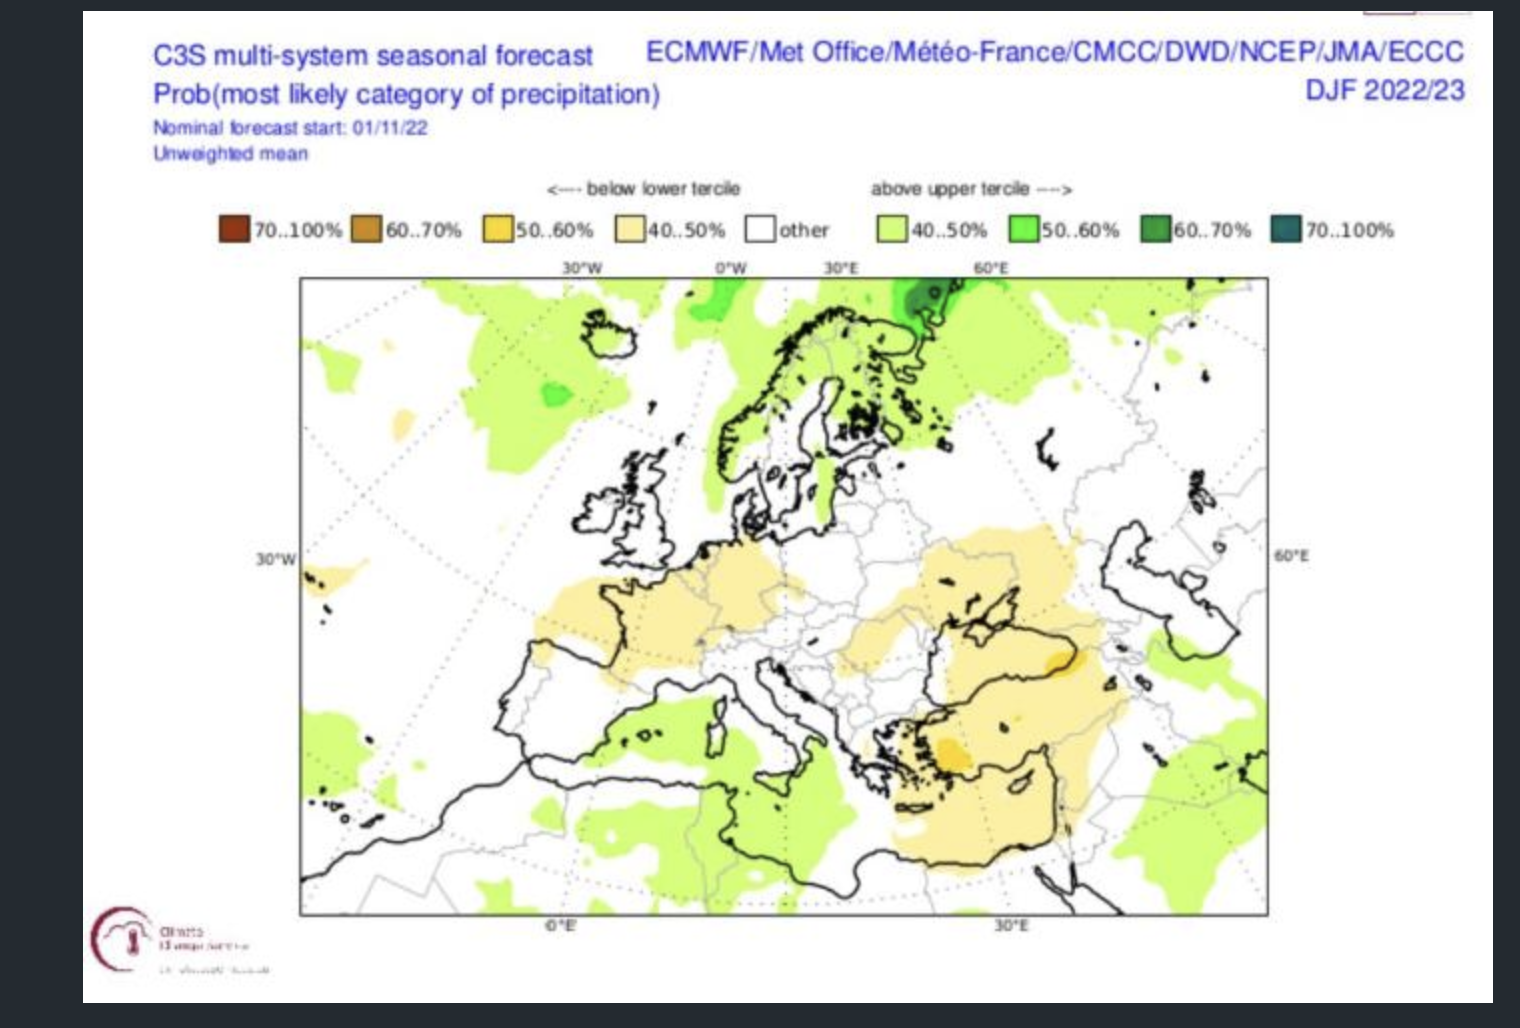 C3S multi-system seasonal forecast
ECMWF/Met Office/Météo-France/CMCC/DWD/NCEP/JMA/ECCC
Prob(most likely category of precipitation)
DJF 2022/23
Nominal forecast start: 01/11/22
Unweighted mean
<---- below lower tercile
above upper tercile ---->
70..100% 60..70% 50..60% 40..50% other 40..50% 50..60% 60..70% 70..100%
30°W 0°W 30°E 60°E
30°W
60°E
0°E 30°E
Climate